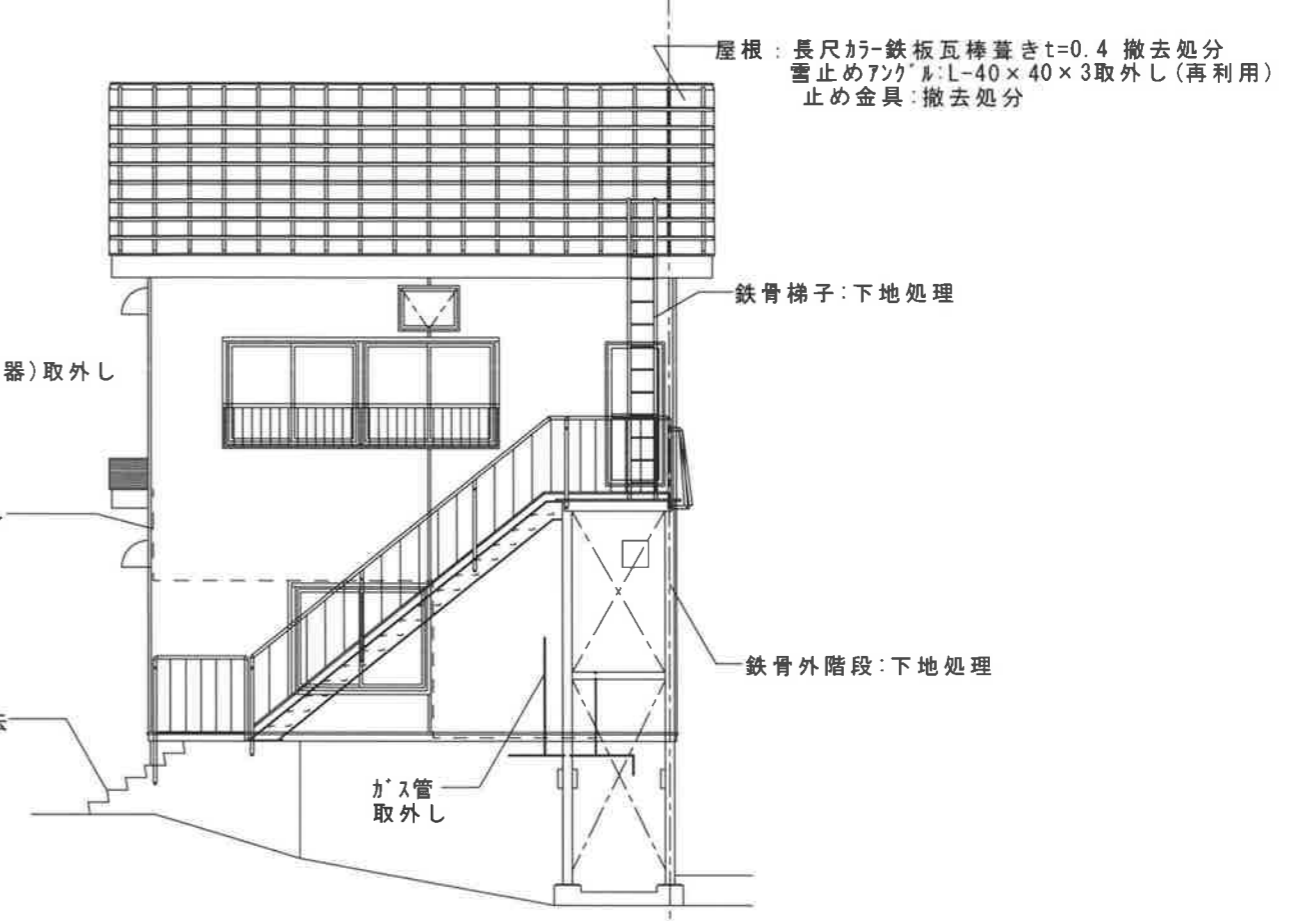 屋根：長尺ｶﾗｰ鉄板瓦棒葺きt=0.4 撤去処分
雪止めｱﾝｸﾞﾙ:L-40×40×3取外し(再利用)
止め金具:撤去処分
鉄骨梯子:下地処理
器)取外し
鉄骨外階段:下地処理
ｶﾞｽ管
取外し